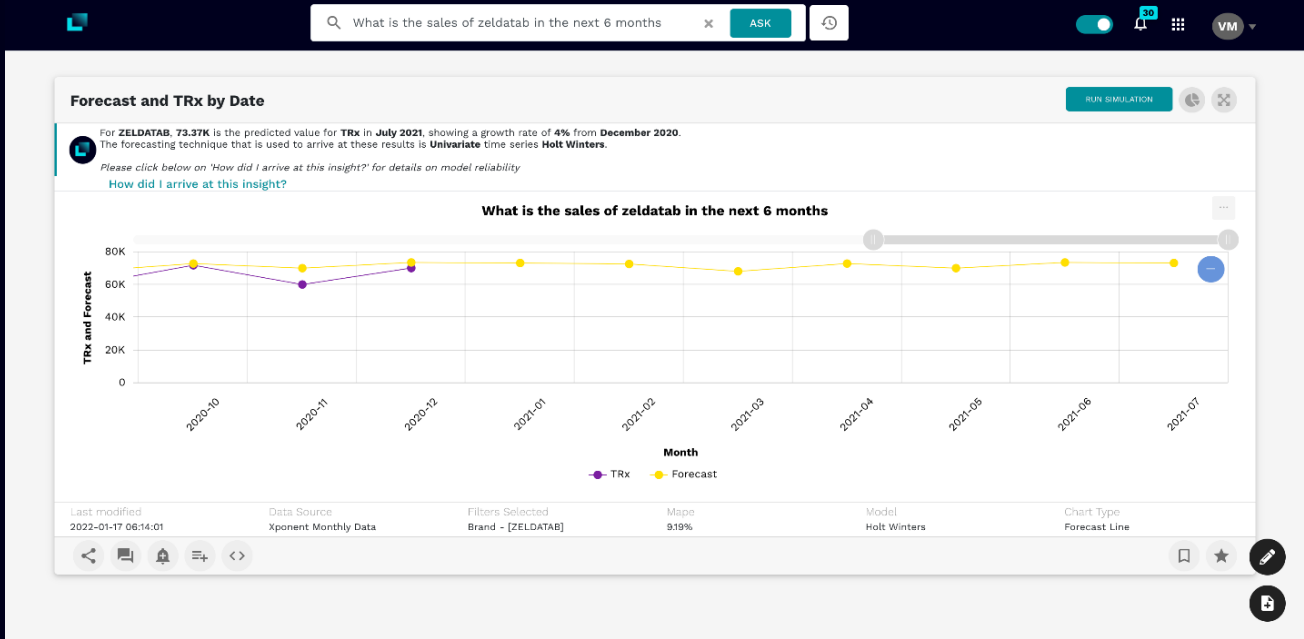 What is the sales of zeldatab in the next 6 months
ASK
30
VM
Forecast and TRx by Date
RUN SIMULATION
For ZELDATAB, 73.37K is the predicted value for TRx in July 2021, showing a growth rate of 4% from December 2020.
The forecasting technique that is used to arrive at these results is Univariate time series Holt Winters.
Please click below on 'How did I arrive at this insight?' for details on model reliability
How did I arrive at this insight?
What is the sales of zeldatab in the next 6 months
TRx and Forecast
80K
60K
40K
20K
0
2020-10 2020-11 2020-12 2021-01 2021-02 2021-03 2021-04 2021-05 2021-06 2021-07
Month
TRx Forecast
Last modified Data Source Filters Selected Mape Model Chart Type
2022-01-17 06:14:01 Xponent Monthly Data Brand - [ZELDATAB] 9.19% Holt Winters Forecast Line